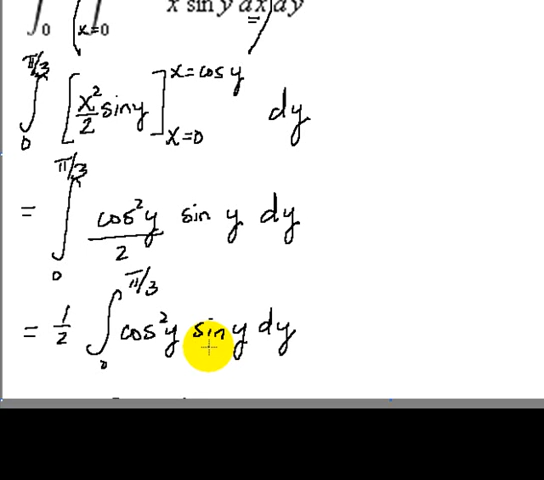 ∫₀ ∫ₓ₌₀ x sin y dx dy
∫₀^{π/3} [x²/2 sin y]_{x=0}^{x=cos y} dy
= ∫₀^{π/3} cos²y/2 sin y dy
= 1/2 ∫₀^{π/3} cos²y sin y dy